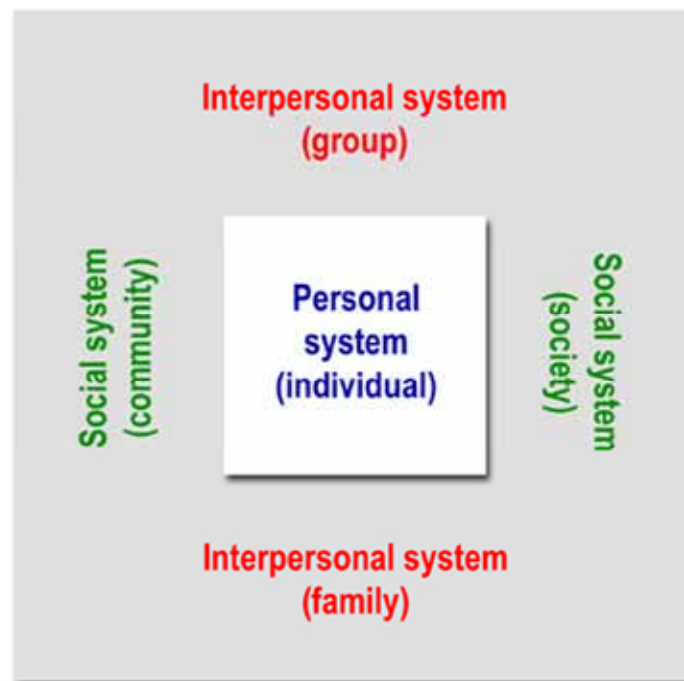 Interpersonal system
(group)
Social system
(community)
Personal
system
(individual)
Social system
(society)
Interpersonal system
(family)